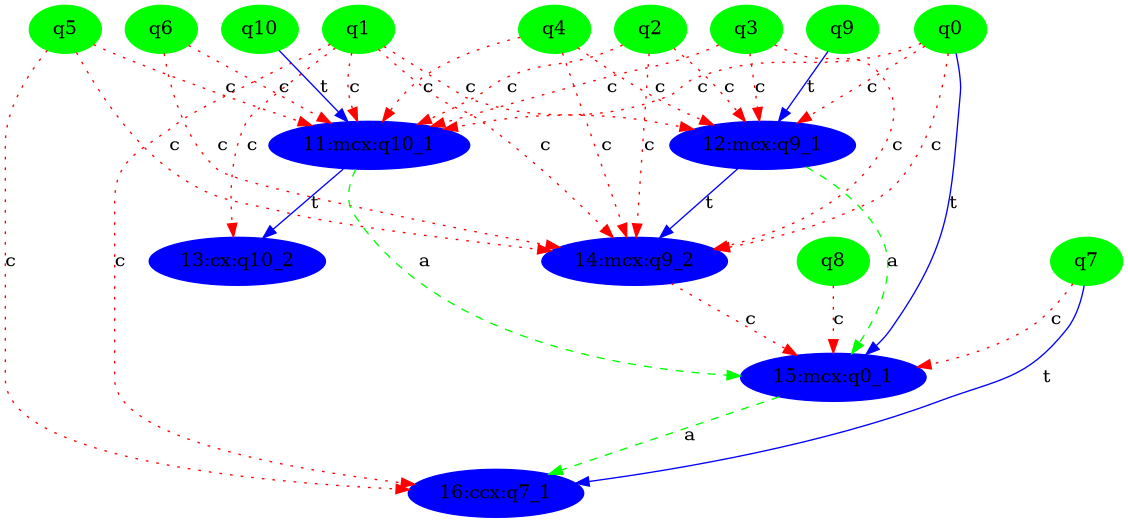 q5 q6 q10 q1 q4 q2 q3 q9 q0
c c t c c c c c c c c t c
11:mcx:q10_1 12:mcx:q9_1
c c c c c c c c
t t t
13:cx:q10_2 14:mcx:q9_2 q8 q7
c c a a
c c c
15:mcx:q0_1
t
a
16:ccx:q7_1